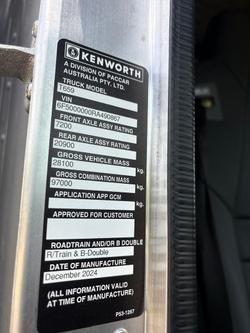 KENWORTH
A DIVISION OF PACCAR
AUSTRALIA PTY. LTD.
TRUCK MODEL
T659
VIN
6F5000000RA490867
FRONT AXLE ASSY RATING
7200
REAR AXLE ASSY RATING
20900
GROSS VEHICLE MASS
28100 kg.
GROSS COMBINATION MASS
97000 kg.
APPLICATION APP GCM
kg.
APPROVED FOR CUSTOMER
ROADTRAIN AND/OR B DOUBLE
R/Train & B-Double
DATE OF MANUFACTURE
December 2024
(ALL INFORMATION VALID
AT TIME OF MANUFACTURE)
P53-1267